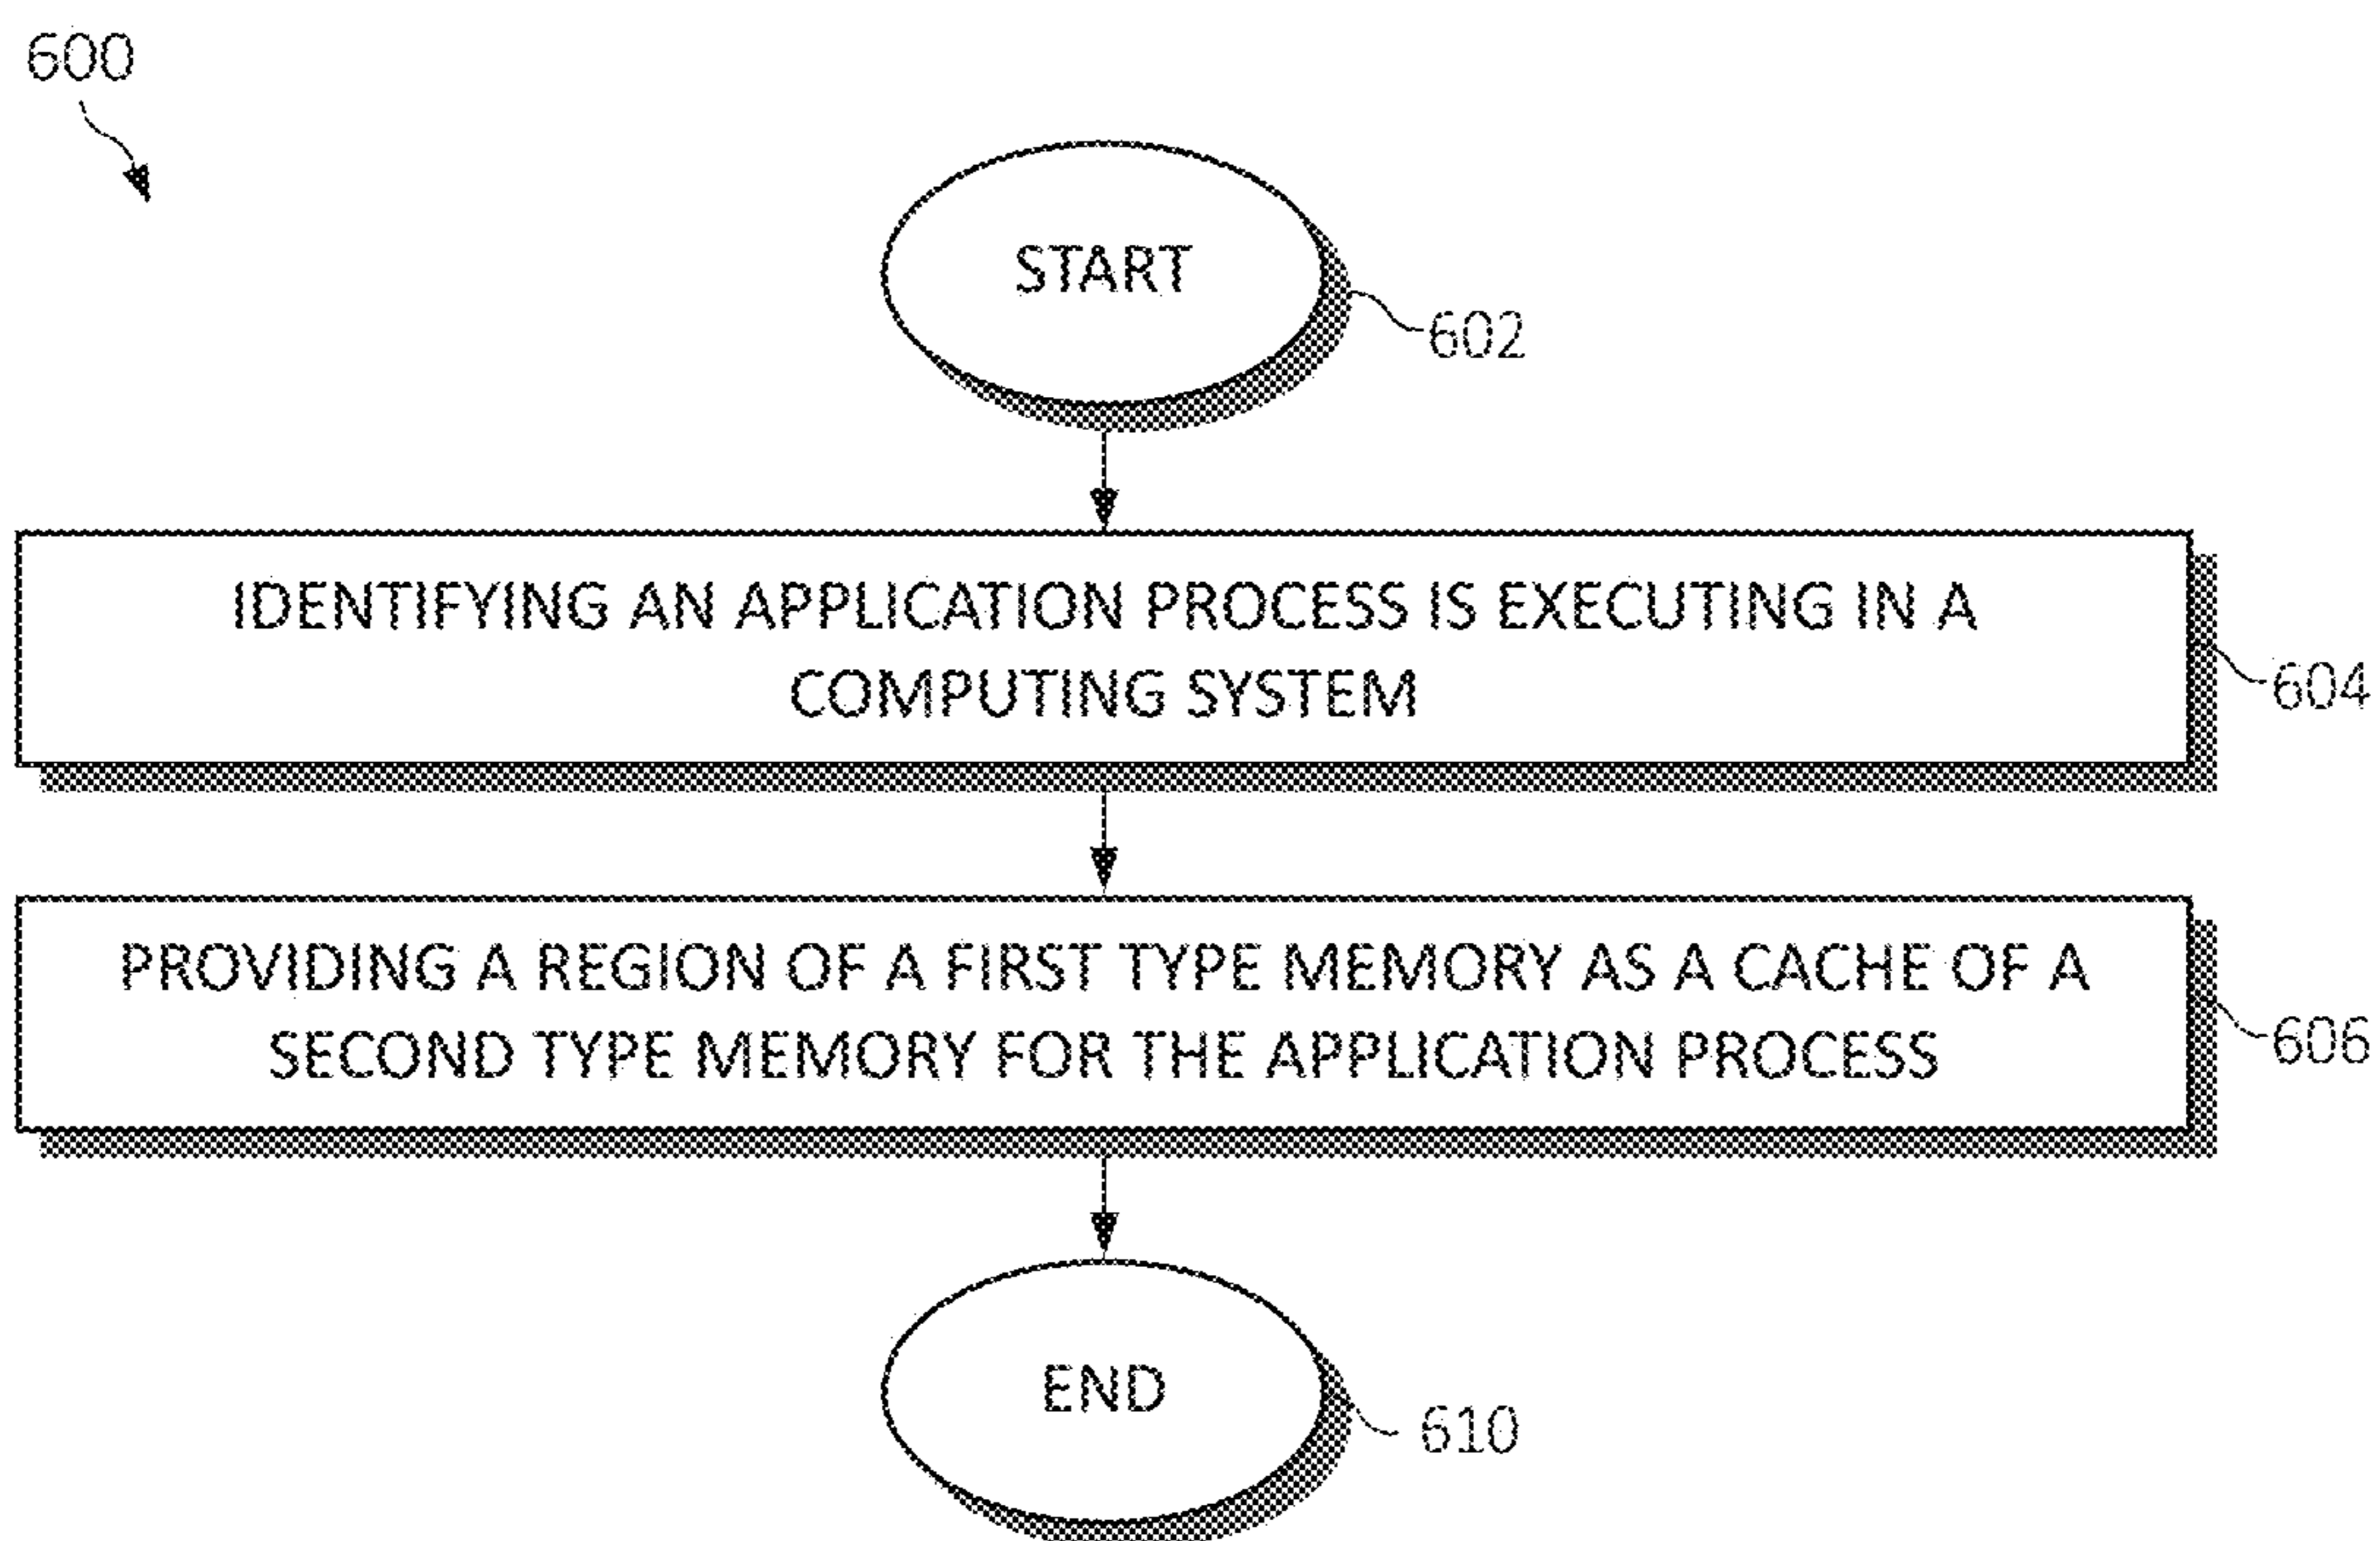 600
START
602
IDENTIFYING AN APPLICATION PROCESS IS EXECUTING IN A
COMPUTING SYSTEM
604
PROVIDING A REGION OF A FIRST TYPE MEMORY AS A CACHE OF A
SECOND TYPE MEMORY FOR THE APPLICATION PROCESS
606
END
610